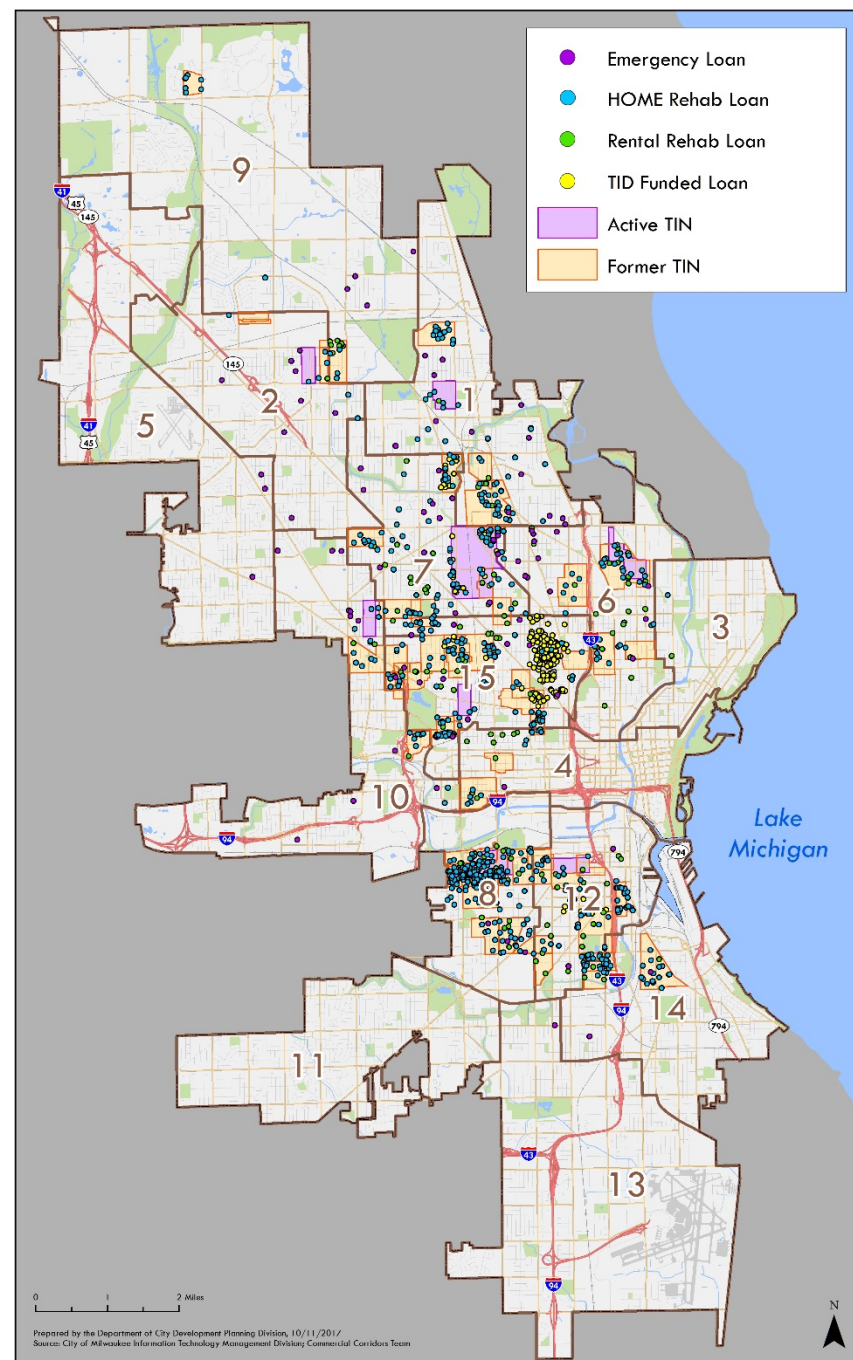 Emergency Loan
HOME Rehab Loan
Rental Rehab Loan
TID Funded Loan
Active TIN
Former TIN
9
41
45
145
145
2
1
5
41
45
7
6
3
43
15
4
10
94
94
794
Lake
Michigan
8
12
43
94
14
794
11
43
13
94
0 1 2 Miles
N
Prepared by the Department of City Development Planning Division, 10/11/2017
Source: City of Milwaukee Information Technology Management Division; Commercial Corridors Team